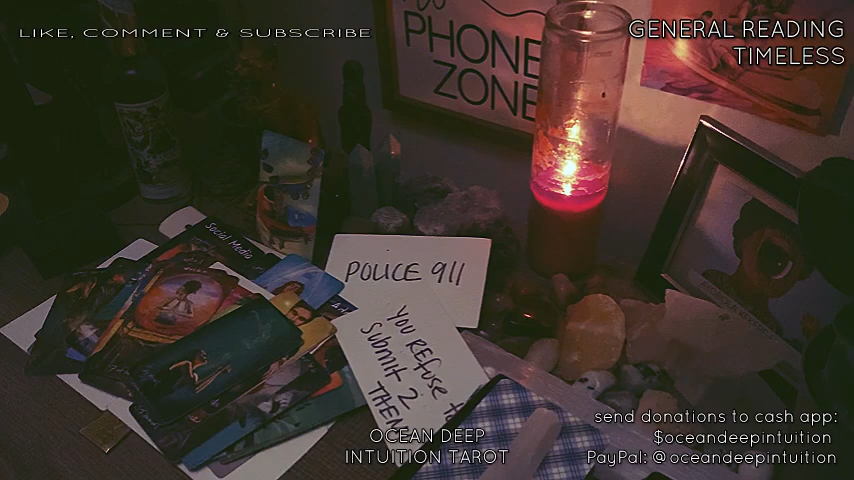 LIKE, COMMENT & SUBSCRIBE
GENERAL READING
TIMELESS
PHONE
ZONE
Social Media
POLICE 911
You Refuse
Submit 2
THEM
OCEAN DEEP
INTUITION TAROT
send donations to cash app:
$oceandeepintuition
PayPal: @oceandeepintuition